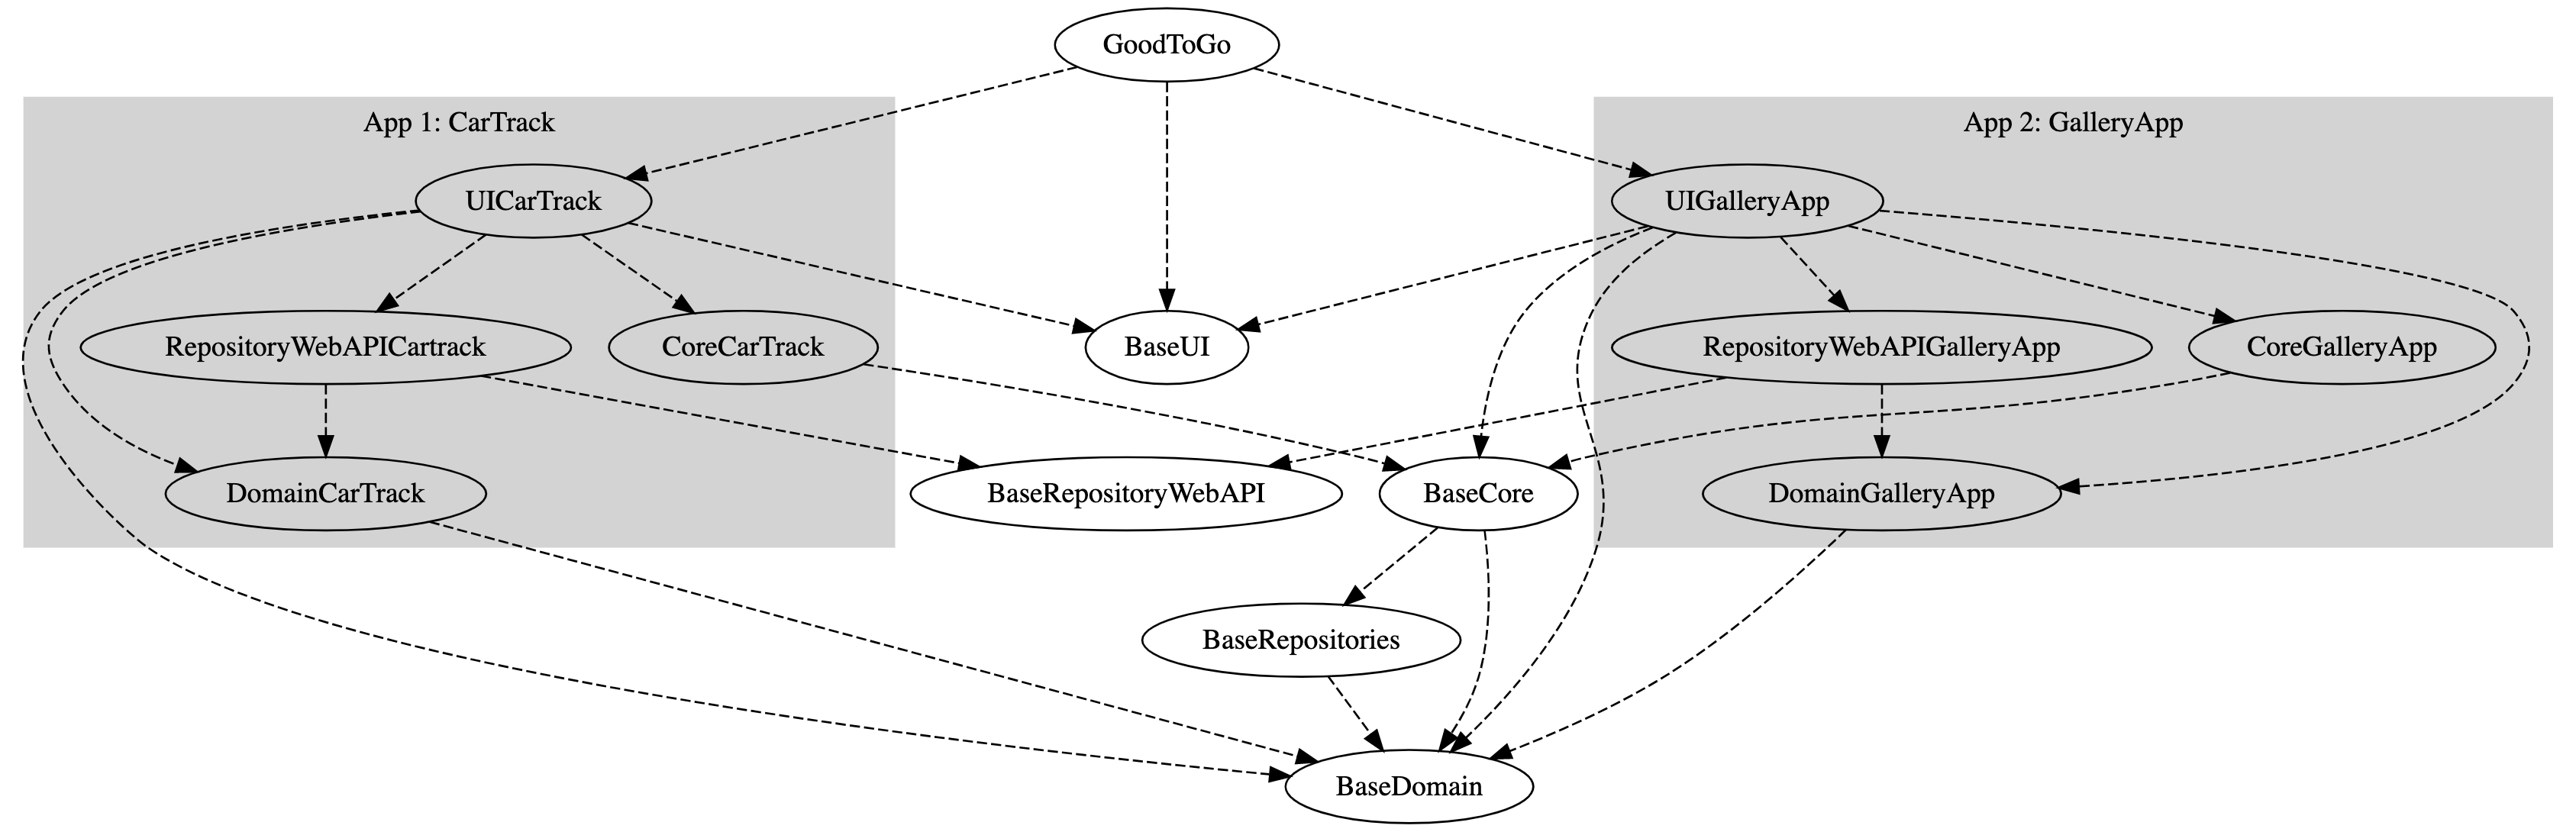 GoodToGo
App 1: CarTrack
App 2: GalleryApp
UICarTrack
UIGalleryApp
RepositoryWebAPICartrack
CoreCarTrack
BaseUI
RepositoryWebAPIGalleryApp
CoreGalleryApp
DomainCarTrack
BaseRepositoryWebAPI
BaseCore
DomainGalleryApp
BaseRepositories
BaseDomain